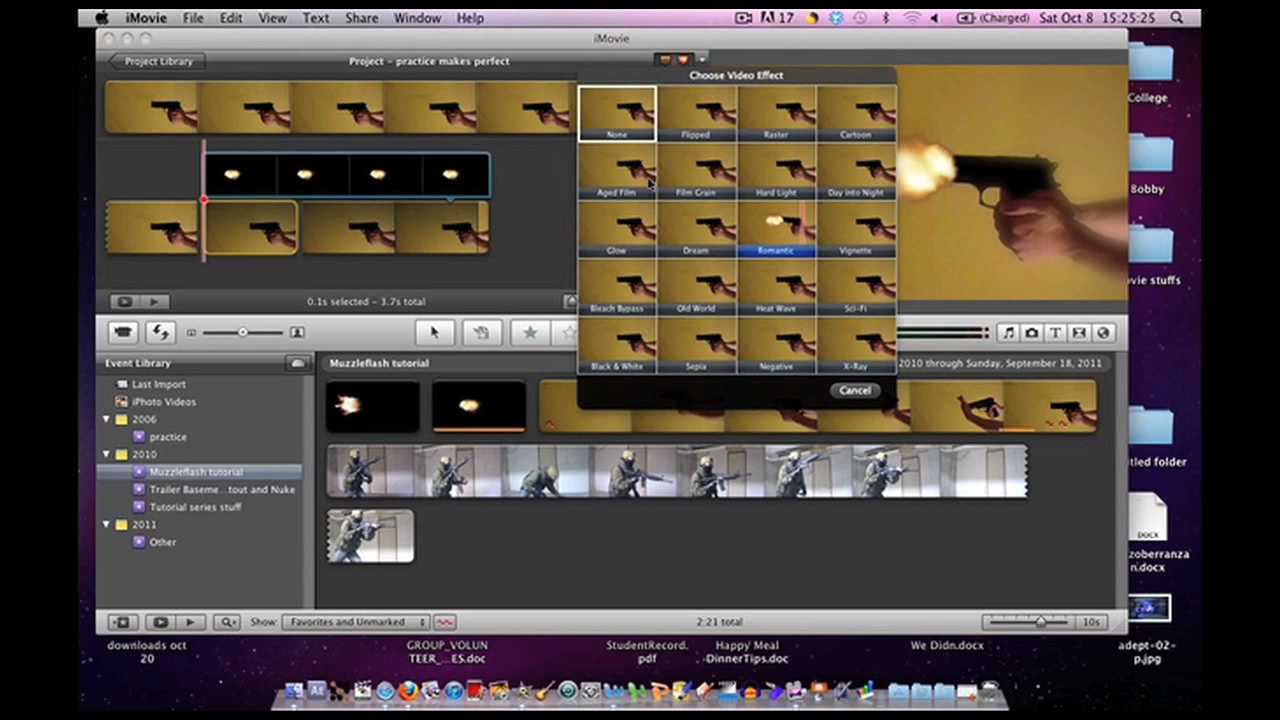 iMovie File Edit View Text Share Window Help 17 (Charged) Sat Oct 8 15:25:25
iMovie
Project Library Project – practice makes perfect
Choose Video Effect
None Flipped Raster Cartoon
Aged Film Film Grain Hard Light Day into Night
Glow Dream Romantic Vignette
Bleach Bypass Old World Heat Wave Sci-Fi
Black & White Sepia Negative X-Ray
Cancel
0.1s selected – 3.7s total
Event Library
Last Import
iPhoto Videos
2006
practice
2010
Muzzleflash tutorial
Trailer Baseme...tout and Nuke
Tutorial series stuff
2011
Other
Muzzleflash tutorial 2010 through Sunday, September 18, 2011
Show: Favorites and Unmarked 2:21 total 10s
College
Bobby
vie stuffs
tled folder
DOCX
zoberranza
n.docx
adept-02-
p.jpg
downloads oct
20
GROUP_VOLUN
TEER_...ES.doc
StudentRecord.
pdf
Happy Meal
DinnerTips.doc
We Didn.docx